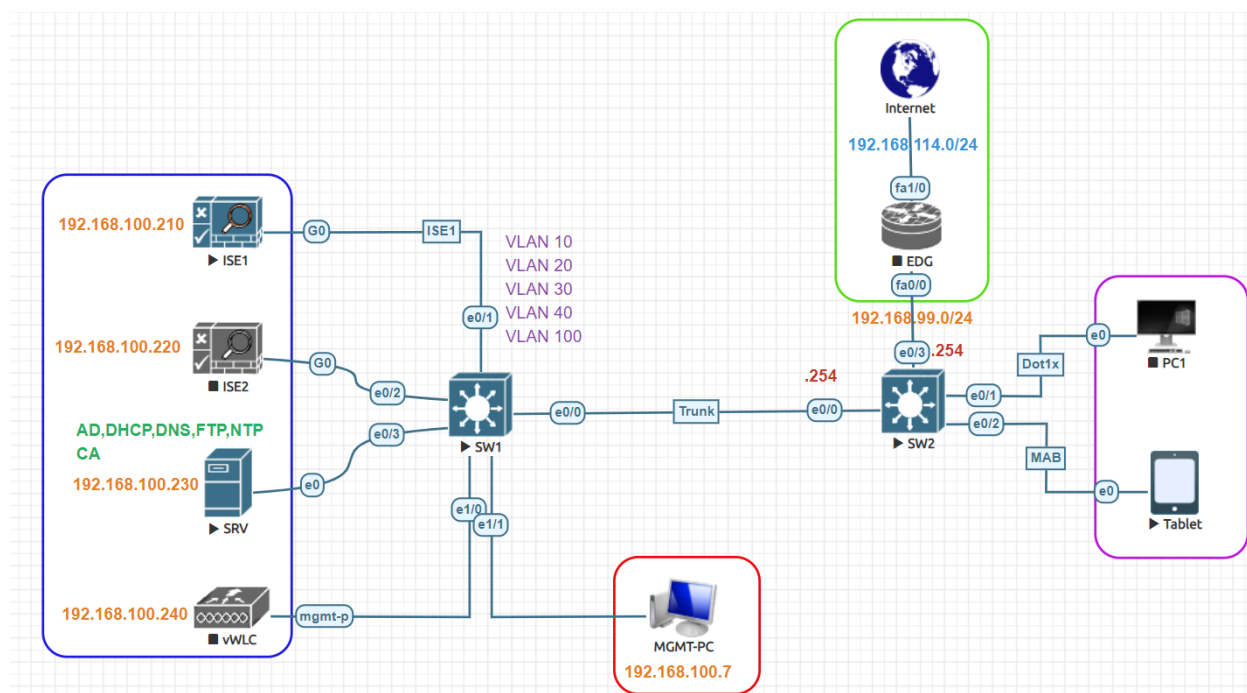 Internet
192.168.114.0/24
fa1/0
EDG
fa0/0
192.168.99.0/24
e0/3
.254
192.168.100.210
G0
ISE1
ISE1
VLAN 10
VLAN 20
VLAN 30
VLAN 40
VLAN 100
e0/1
192.168.100.220
G0
ISE2
e0/2
.254
e0/0
Trunk
e0/0
SW1
SW2
e0/1
Dot1x
e0
PC1
e0/2
MAB
e0
Tablet
AD,DHCP,DNS,FTP,NTP
CA
192.168.100.230
e0/3
e0
SRV
e1/0
e1/1
192.168.100.240
mgmt-p
vWLC
MGMT-PC
192.168.100.7